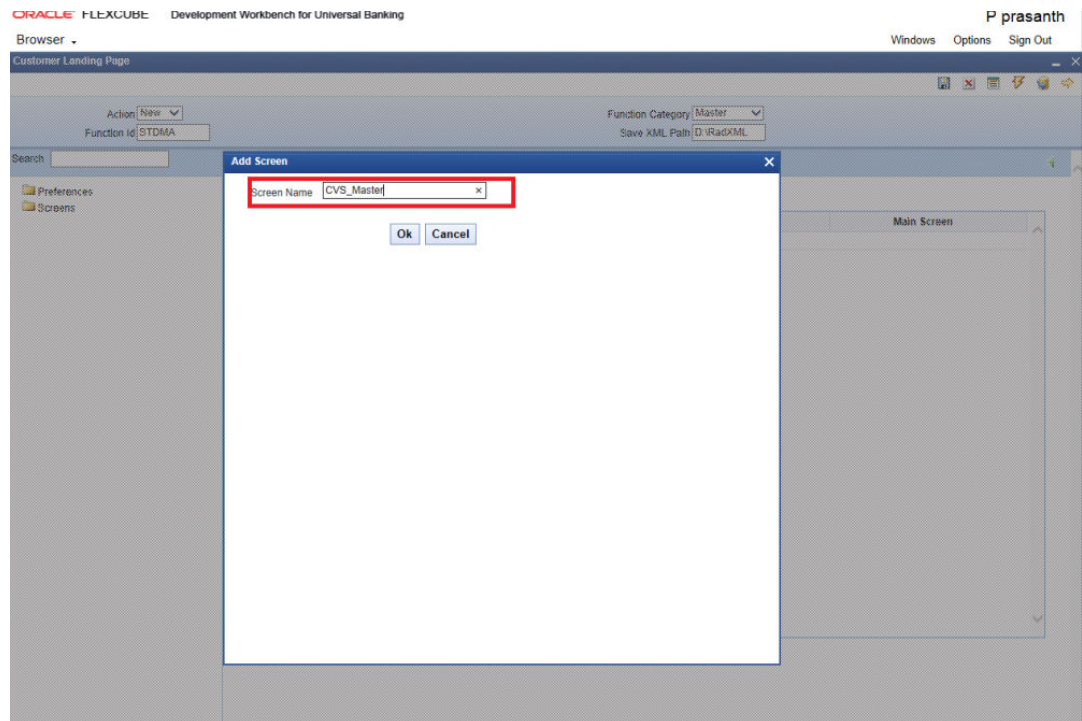 ORACLE FLEXCUBE Development Workbench for Universal Banking P prasanth
Browser Windows Options Sign Out
Customer Landing Page
Action New Function Category Master
Function Id STDMA Save XML Path D:\RadXML
Search Add Screen
Preferences Screen Name CVS_Master
Screens
Main Screen
Ok Cancel